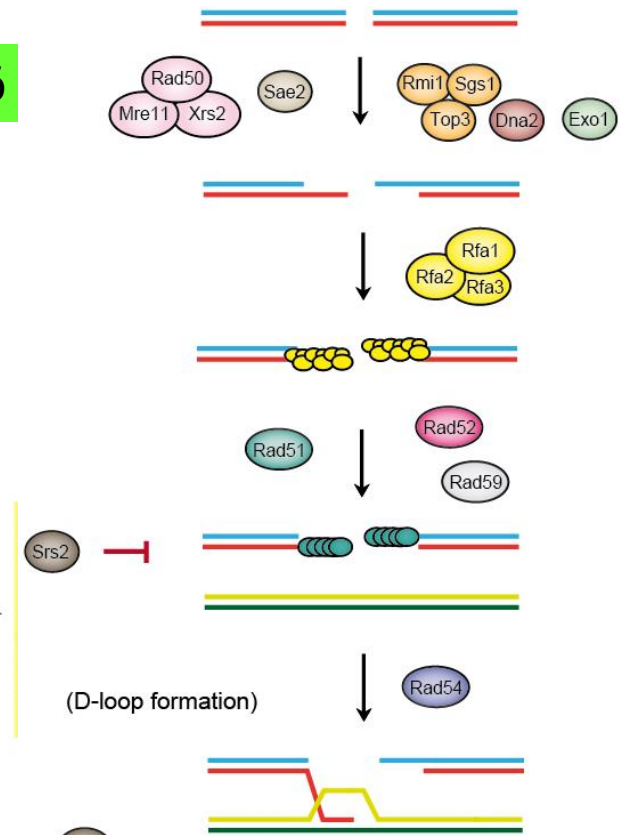 Rad50
Mre11
Xrs2
Sae2
Rmi1
Sgs1
Top3
Dna2
Exo1
Rfa1
Rfa2
Rfa3
Rad51
Rad52
Rad59
Srs2
Rad54
(D-loop formation)